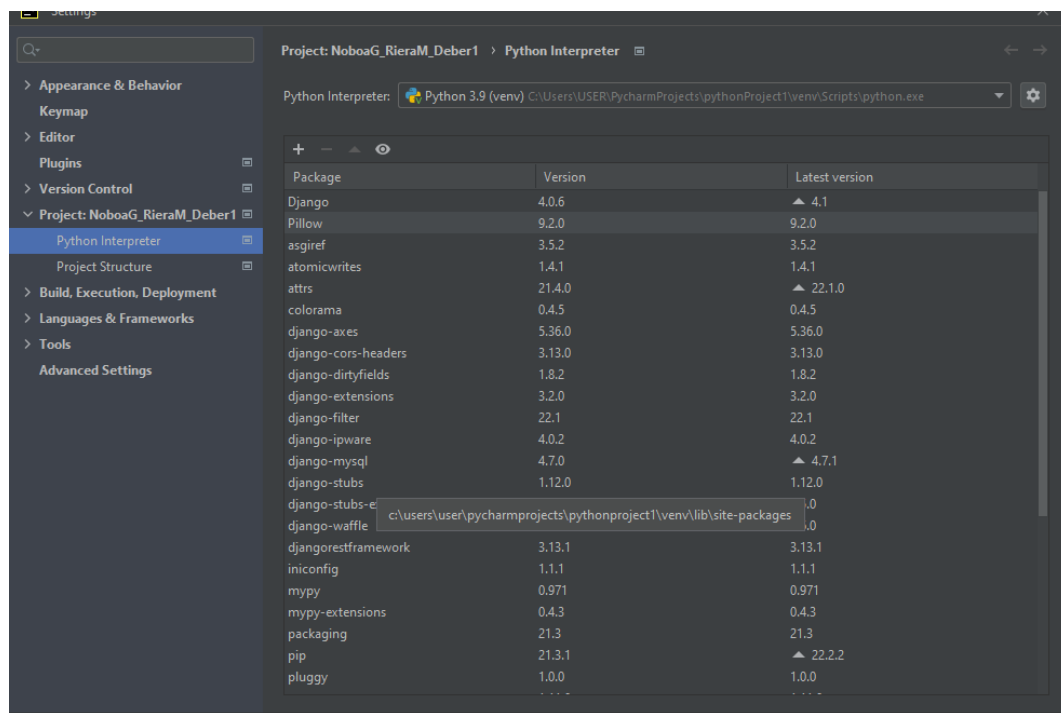 Settings
Project: NoboaG_RieraM_Deber1 › Python Interpreter
Appearance & Behavior
Keymap
Editor
Plugins
Version Control
Project: NoboaG_RieraM_Deber1
Python Interpreter
Project Structure
Build, Execution, Deployment
Languages & Frameworks
Tools
Advanced Settings
Python Interpreter: Python 3.9 (venv) C:\Users\USER\PycharmProjects\pythonProject1\venv\Scripts\python.exe
Package Version Latest version
Django 4.0.6 4.1
Pillow 9.2.0 9.2.0
asgiref 3.5.2 3.5.2
atomicwrites 1.4.1 1.4.1
attrs 21.4.0 22.1.0
colorama 0.4.5 0.4.5
django-axes 5.36.0 5.36.0
django-cors-headers 3.13.0 3.13.0
django-dirtyfields 1.8.2 1.8.2
django-extensions 3.2.0 3.2.0
django-filter 22.1 22.1
django-ipware 4.0.2 4.0.2
django-mysql 4.7.0 4.7.1
django-stubs 1.12.0 1.12.0
django-stubs-e .0
c:\users\user\pycharmprojects\pythonproject1\venv\lib\site-packages
django-waffle .0
djangorestframework 3.13.1 3.13.1
iniconfig 1.1.1 1.1.1
mypy 0.971 0.971
mypy-extensions 0.4.3 0.4.3
packaging 21.3 21.3
pip 21.3.1 22.2.2
pluggy 1.0.0 1.0.0